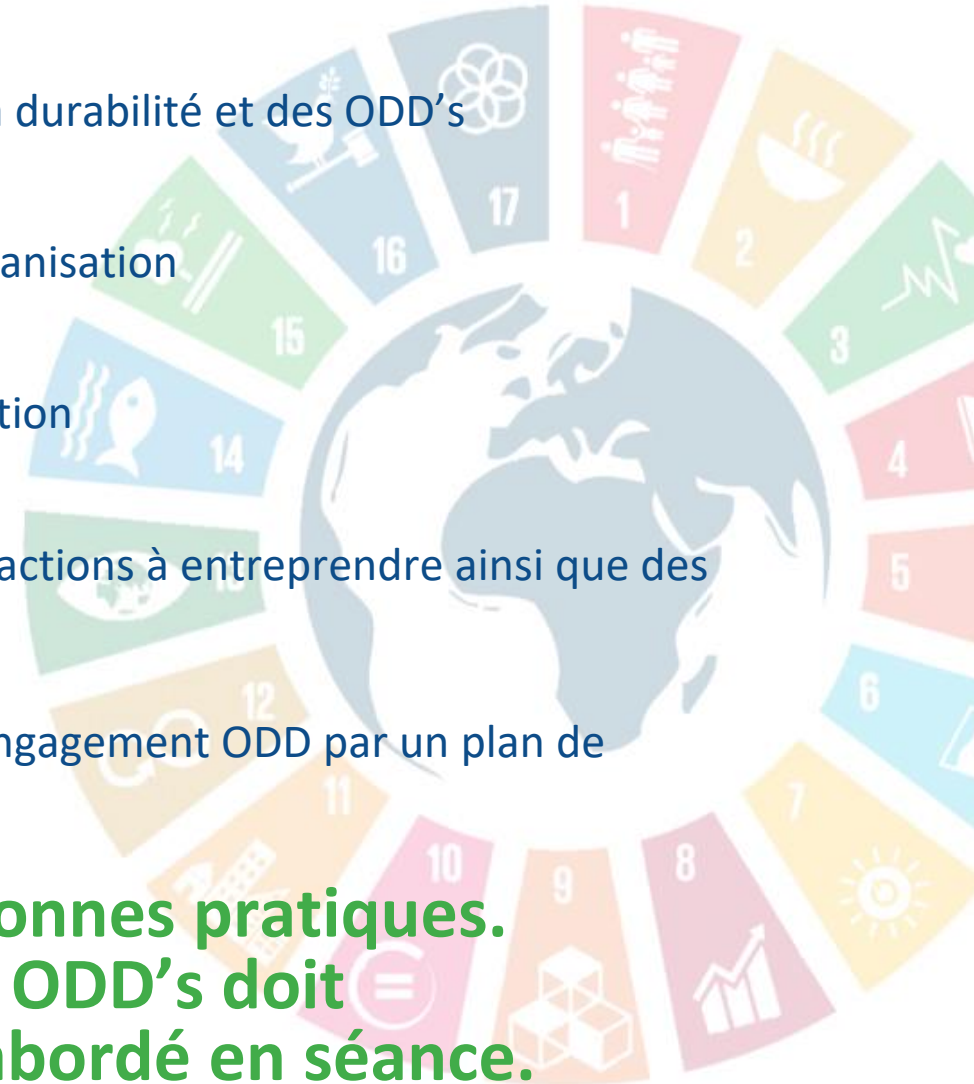 durabilité et des ODD’s
anisation
tion
actions à entreprendre ainsi que des
ngagement ODD par un plan de
onnes pratiques.
ODD’s doit
abordé en séance.
17
1
16
2
15
3
14
4
13
5
12
6
11
7
10
9
8